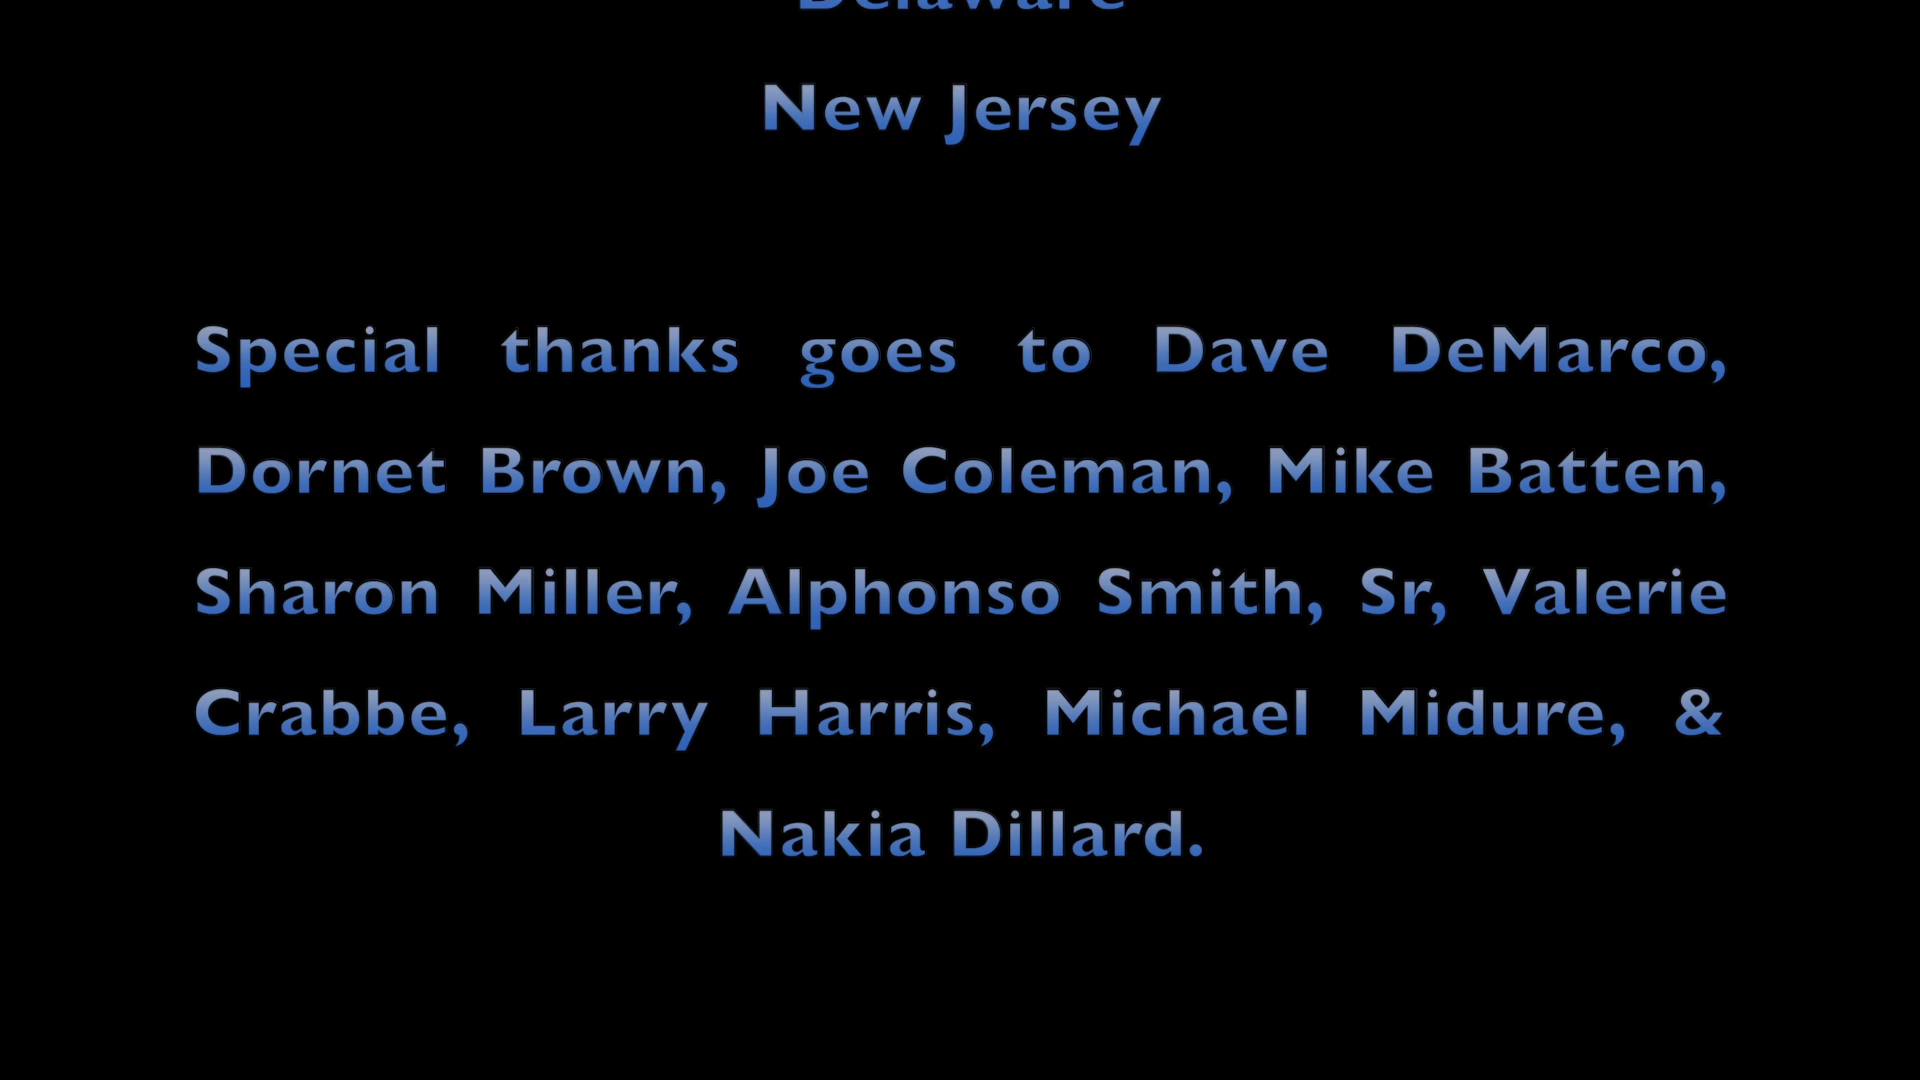 Delaware
New Jersey
Special thanks goes to Dave DeMarco,
Dornet Brown, Joe Coleman, Mike Batten,
Sharon Miller, Alphonso Smith, Sr, Valerie
Crabbe, Larry Harris, Michael Midure, &
Nakia Dillard.